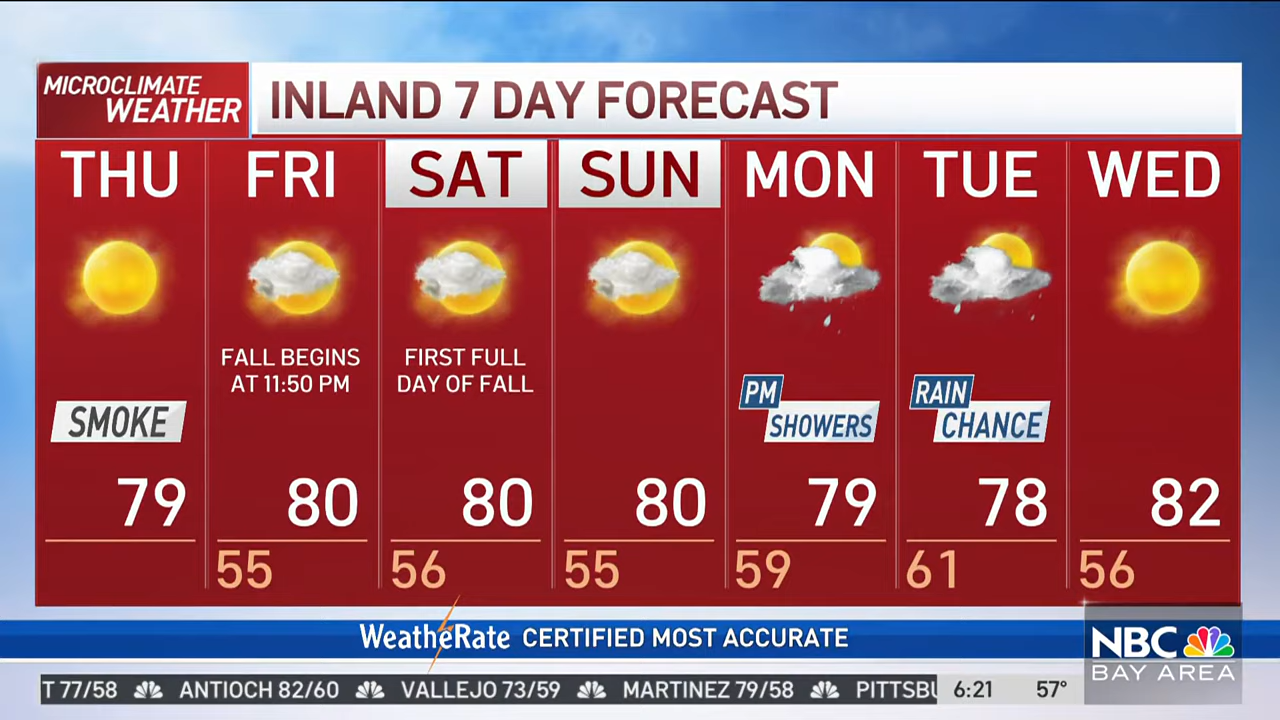 MICROCLIMATE
WEATHER
INLAND 7 DAY FORECAST
THU FRI SAT SUN MON TUE WED
FALL BEGINS
AT 11:50 PM
FIRST FULL
DAY OF FALL
SMOKE
PM
SHOWERS
RAIN
CHANCE
79 80 80 80 79 78 82
55 56 55 59 61 56
WeatheRate CERTIFIED MOST ACCURATE
NBC
BAY AREA
T 77/58 ANTIOCH 82/60 VALLEJO 73/59 MARTINEZ 79/58 PITTSBU 6:21 57°